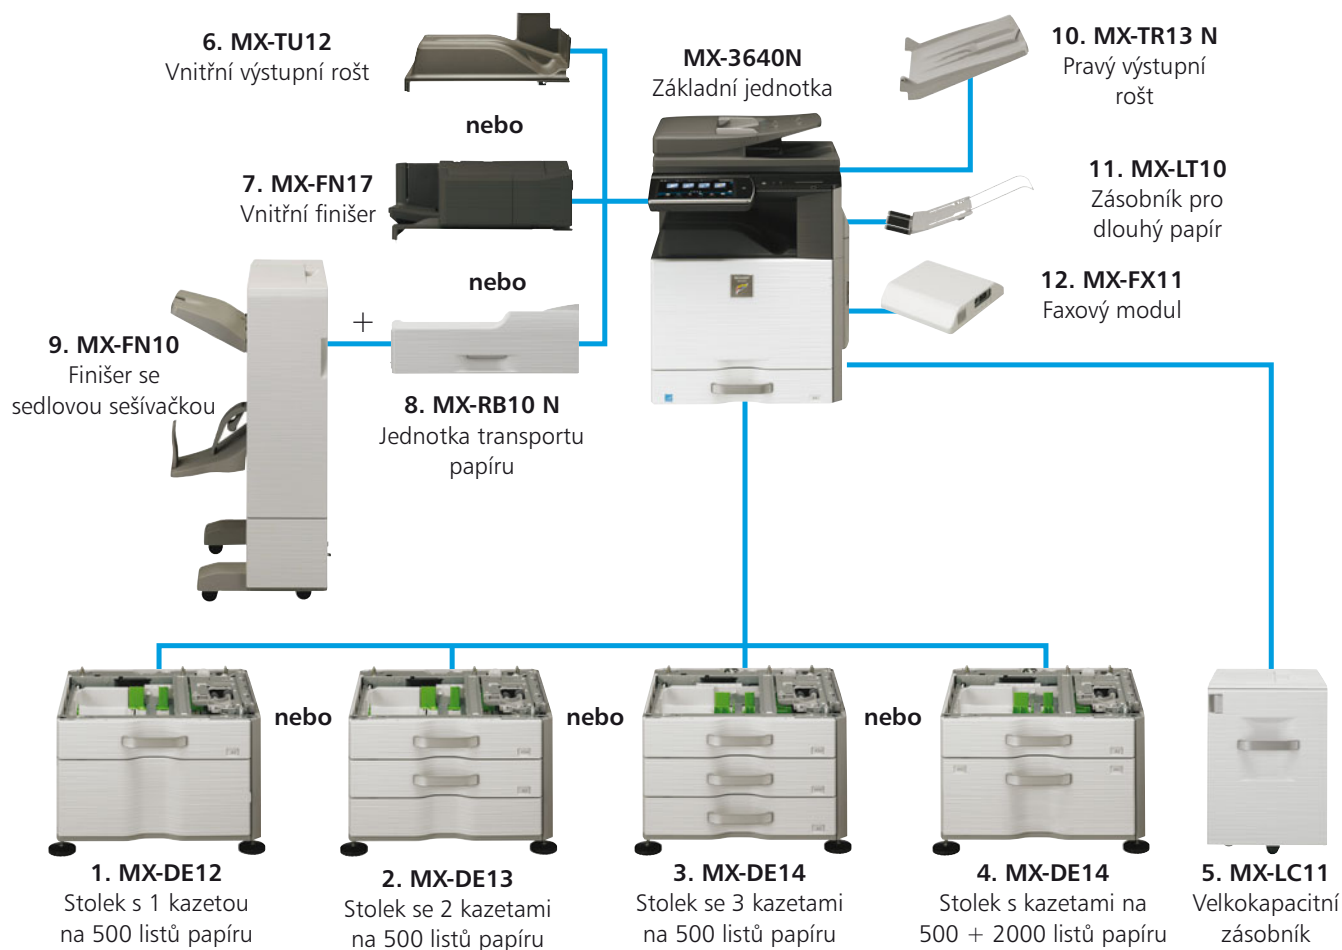 6. MX-TU12
Vnitřní výstupní rošt
nebo
7. MX-FN17
Vnitřní finišer
nebo
+
9. MX-FN10
Finišer se
sedlovou sešívačkou
8. MX-RB10 N
Jednotka transportu
papíru
MX-3640N
Základní jednotka
10. MX-TR13 N
Pravý výstupní
rošt
11. MX-LT10
Zásobník pro
dlouhý papír
12. MX-FX11
Faxový modul
nebo
nebo
nebo
1. MX-DE12
Stolek s 1 kazetou
na 500 listů papíru
2. MX-DE13
Stolek se 2 kazetami
na 500 listů papíru
3. MX-DE14
Stolek se 3 kazetami
na 500 listů papíru
4. MX-DE14
Stolek s kazetami na
500 + 2000 listů papíru
5. MX-LC11
Velkokapacitní
zásobník